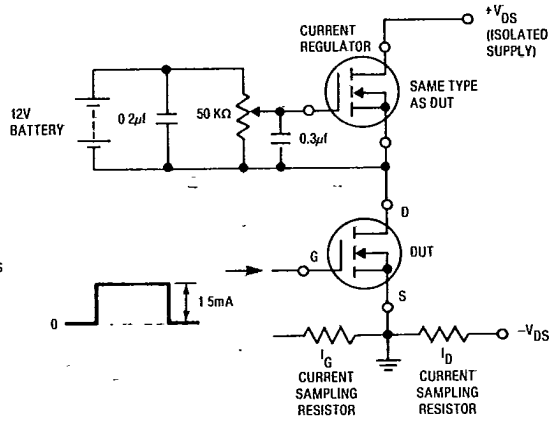 +VDS
(ISOLATED
SUPPLY)
CURRENT
REGULATOR
SAME TYPE
AS DUT
12V
BATTERY
0 2µf
50 KΩ
0.3µf
D
G
DUT
S
S
1 5mA
0
-VDS
IG
CURRENT
SAMPLING
RESISTOR
ID
CURRENT
SAMPLING
RESISTOR